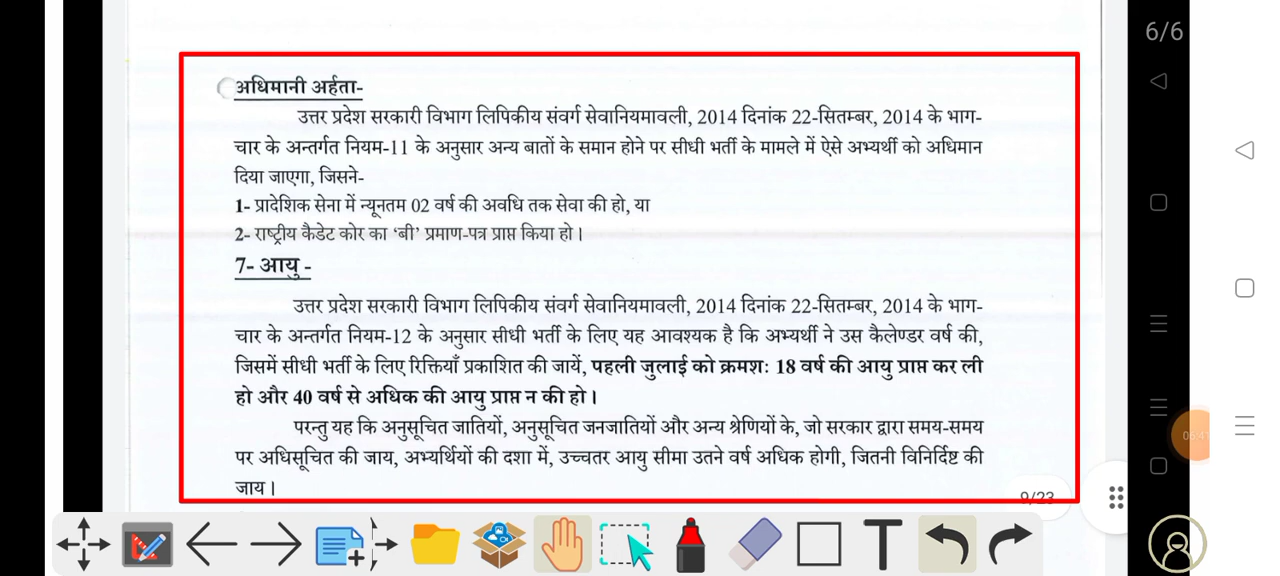 6/6
अधिमानी अर्हता-
उत्तर प्रदेश सरकारी विभाग लिपिकीय संवर्ग सेवानियमावली, 2014 दिनांक 22-सितम्बर, 2014 के भाग-
चार के अन्तर्गत नियम-11 के अनुसार अन्य बातों के समान होने पर सीधी भर्ती के मामले में ऐसे अभ्यर्थी को अधिमान
दिया जाएगा, जिसने-
1- प्रादेशिक सेना में न्यूनतम 02 वर्ष की अवधि तक सेवा की हो, या
2- राष्ट्रीय कैडेट कोर का ‘बी’ प्रमाण-पत्र प्राप्त किया हो।
7- आयु -
उत्तर प्रदेश सरकारी विभाग लिपिकीय संवर्ग सेवानियमावली, 2014 दिनांक 22-सितम्बर, 2014 के भाग-
चार के अन्तर्गत नियम-12 के अनुसार सीधी भर्ती के लिए यह आवश्यक है कि अभ्यर्थी ने उस कैलेण्डर वर्ष की,
जिसमें सीधी भर्ती के लिए रिक्तियाँ प्रकाशित की जायें, पहली जुलाई को क्रमशः 18 वर्ष की आयु प्राप्त कर ली
हो और 40 वर्ष से अधिक की आयु प्राप्त न की हो।
परन्तु यह कि अनुसूचित जातियों, अनुसूचित जनजातियों और अन्य श्रेणियों के, जो सरकार द्वारा समय-समय
पर अधिसूचित की जाय, अभ्यर्थियों की दशा में, उच्चतर आयु सीमा उतने वर्ष अधिक होगी, जितनी विनिर्दिष्ट की
जाय।
9/23
06:41
T